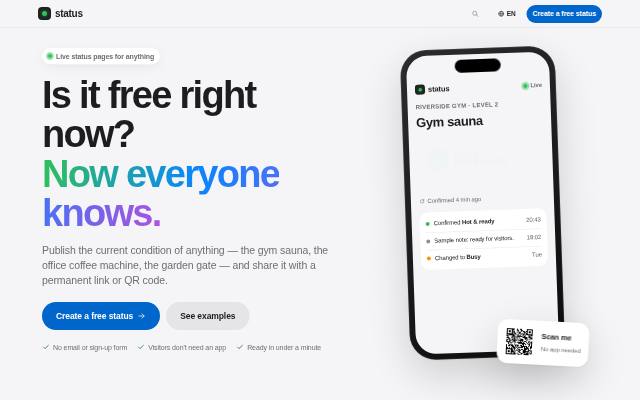 status
EN
Create a free status
Live status pages for anything
Is it free right
now?
Now everyone
knows.
Publish the current condition of anything — the gym sauna, the
office coffee machine, the garden gate — and share it with a
permanent link or QR code.
Create a free status →
See examples
No email or sign-up form
Visitors don't need an app
Ready in under a minute
status
Live
RIVERSIDE GYM · LEVEL 2
Gym sauna
Confirmed 4 min ago
Confirmed Hot & ready 20:43
Sample note: ready for visitors. 19:02
Changed to Busy Tue
Scan me
No app needed